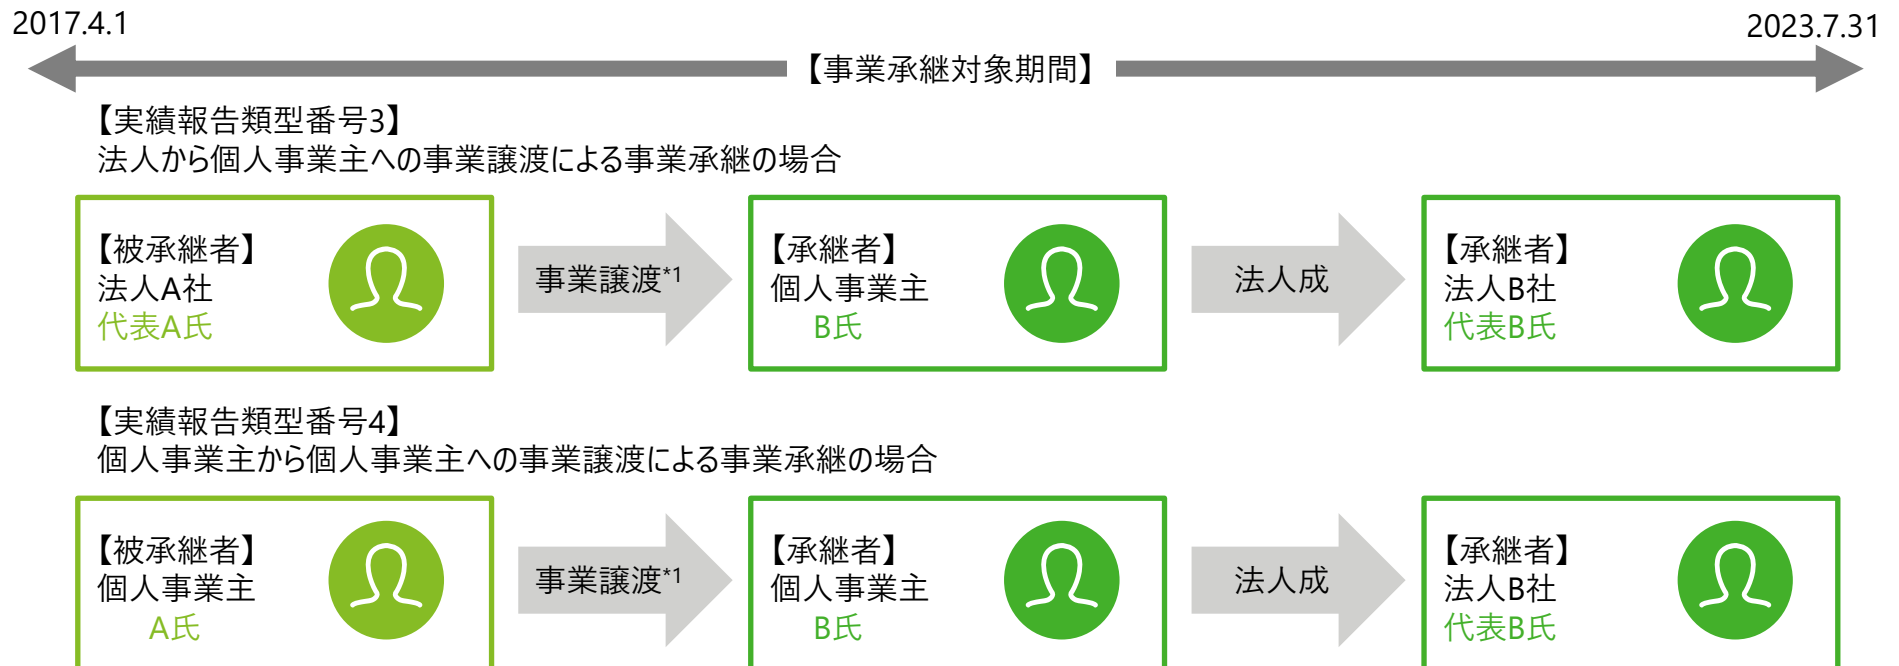 2017.4.1
2023.7.31
【事業承継対象期間】
【実績報告類型番号3】
法人から個人事業主への事業譲渡による事業承継の場合
【被承継者】
法人A社
代表A氏
事業譲渡*1
【承継者】
個人事業主
B氏
法人成
【承継者】
法人B社
代表B氏
【実績報告類型番号4】
個人事業主から個人事業主への事業譲渡による事業承継の場合
【被承継者】
個人事業主
A氏
事業譲渡*1
【承継者】
個人事業主
B氏
法人成
【承継者】
法人B社
代表B氏